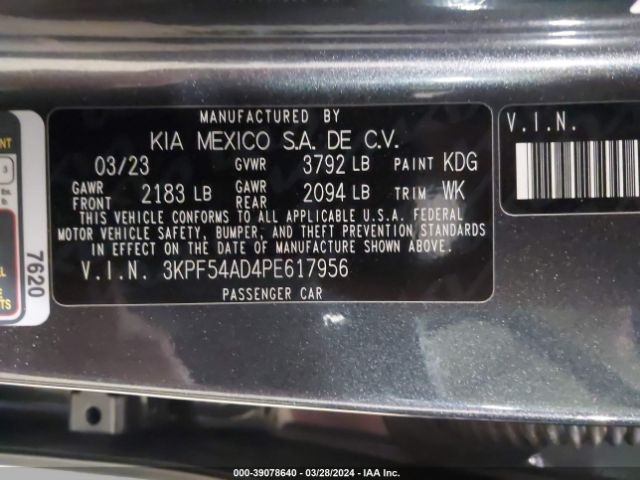 MANUFACTURED BY
KIA MEXICO S.A. DE C.V.
03/23 GVWR 3792 LB PAINT KDG
GAWR FRONT 2183 LB GAWR REAR 2094 LB TRIM WK
THIS VEHICLE CONFORMS TO ALL APPLICABLE U.S.A. FEDERAL
MOTOR VEHICLE SAFETY, BUMPER, AND THEFT PREVENTION STANDARDS
IN EFFECT ON THE DATE OF MANUFACTURE SHOWN ABOVE.
V.I.N. 3KPF54AD4PE617956
PASSENGER CAR
V.I.N.
7620
000-39078640 - 03/28/2024 - IAA Inc.